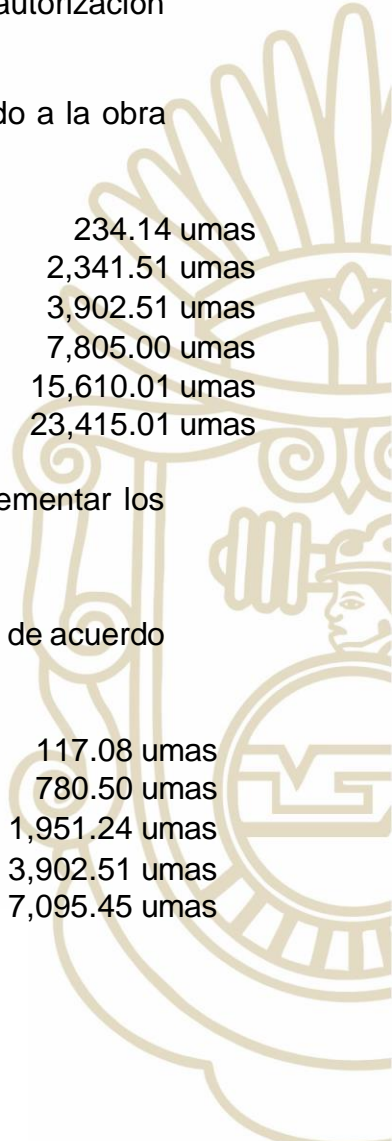 autorización
do a la obra
234.14 umas
2,341.51 umas
3,902.51 umas
7,805.00 umas
15,610.01 umas
23,415.01 umas
ementar los
de acuerdo
117.08 umas
780.50 umas
1,951.24 umas
3,902.51 umas
7,095.45 umas